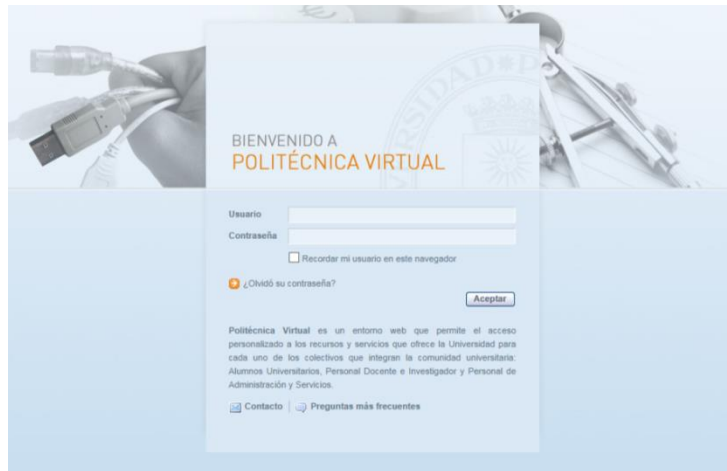 BIENVENIDO A
POLITÉCNICA VIRTUAL
Usuario
Contraseña
Recordar mi usuario en este navegador
¿Olvidó su contraseña?
Aceptar
Politécnica Virtual es un entorno web que permite el acceso
personalizado a los recursos y servicios que ofrece la Universidad para
cada uno de los colectivos que integran la comunidad universitaria:
Alumnos Universitarios, Personal Docente e Investigador y Personal de
Administración y Servicios.
Contacto | Preguntas más frecuentes